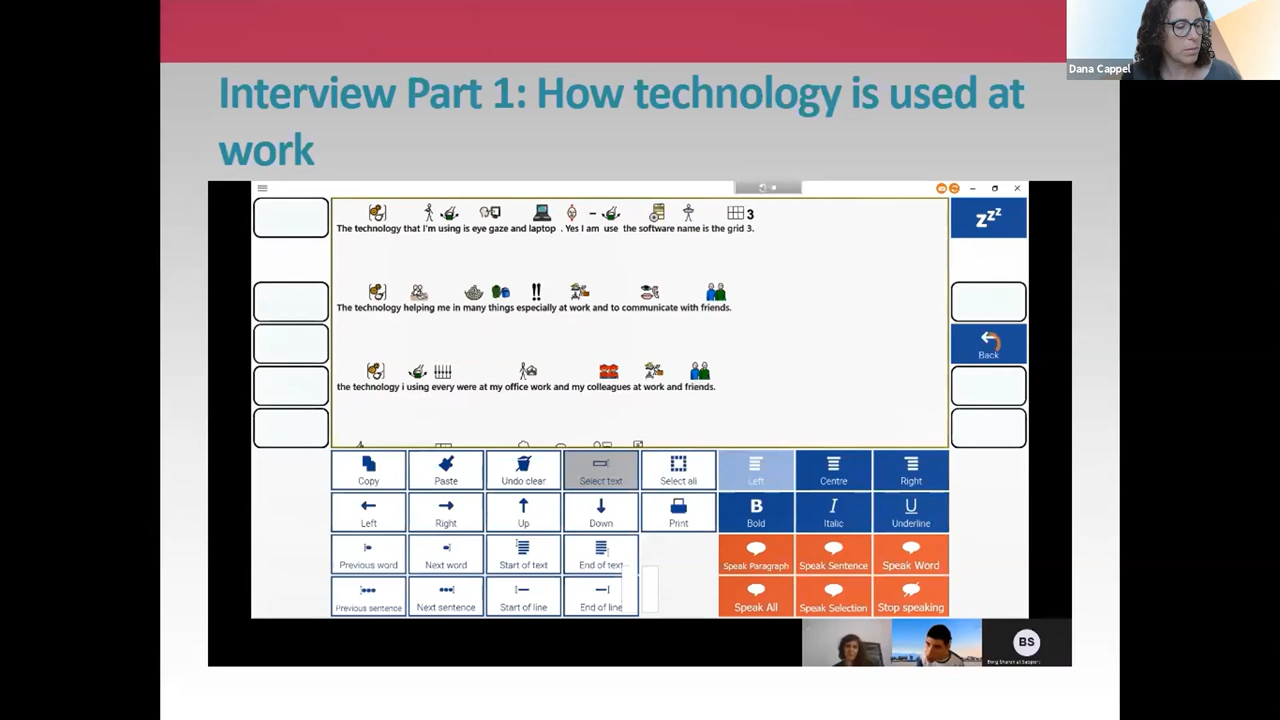 Dana Cappel
Interview Part 1: How technology is used at
work
zzz
3
The technology that I'm using is eye gaze and laptop . Yes I am use the software name is the grid 3.
The technology helping me in many things especially at work and to communicate with friends.
Back
the technology i using every were at my office work and my colleagues at work and friends.
Copy
Paste
Undo clear
Select text
Select all
Left
Centre
Right
Left
Right
Up
Down
Print
B
Bold
I
Italic
U
Underline
Previous word
Next word
Start of text
End of text
Speak Paragraph
Speak Sentence
Speak Word
Previous sentence
Next sentence
Start of line
End of line
Speak All
Speak Selection
Stop speaking
BS